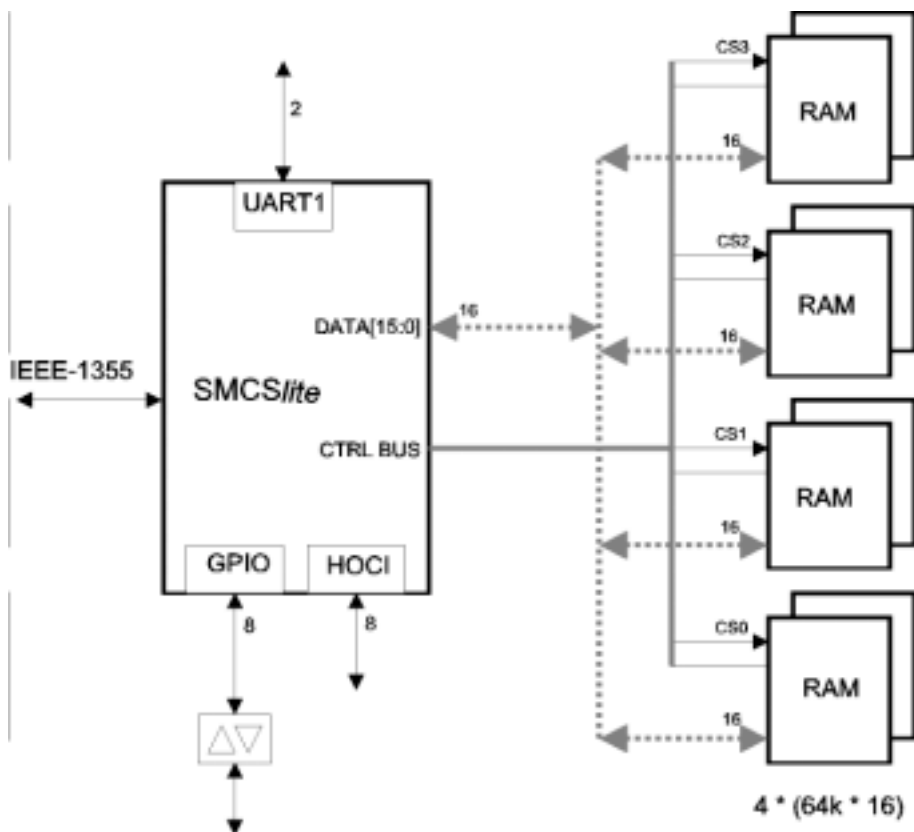 CS3
RAM
2
16
UART1
CS2
RAM
16
DATA[15:0]
16
IEEE-1355
SMCSlite
CS1
CTRL BUS
RAM
16
GPIO
HOCI
8
8
CS0
RAM
16
4 * (64k * 16)